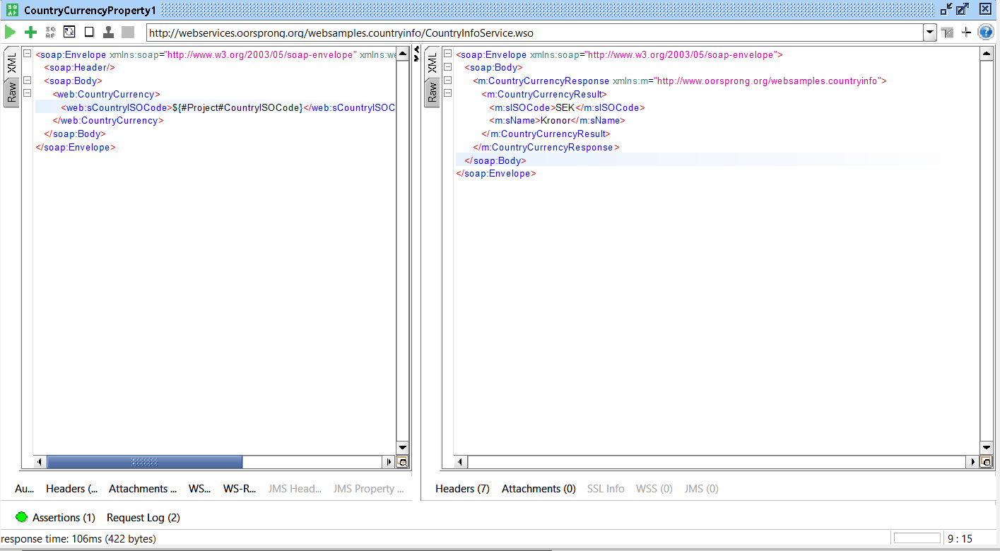 CountryCurrencyProperty1
http://webservices.oorsprong.org/websamples.countryinfo/CountryInfoService.wso
XML
Raw
<soap:Envelope xmlns:soap="http://www.w3.org/2003/05/soap-envelope" xmlns:we
<soap:Header/>
<soap:Body>
<web:CountryCurrency>
<web:sCountryISOCode>${#Project#CountryISOCode}</web:sCountryISOC
</web:CountryCurrency>
</soap:Body>
</soap:Envelope>
XML
Raw
<soap:Envelope xmlns:soap="http://www.w3.org/2003/05/soap-envelope">
<soap:Body>
<m:CountryCurrencyResponse xmlns:m="http://www.oorsprong.org/websamples.countryinfo">
<m:CountryCurrencyResult>
<m:sISOCode>SEK</m:sISOCode>
<m:sName>Kronor</m:sName>
</m:CountryCurrencyResult>
</m:CountryCurrencyResponse>
</soap:Body>
</soap:Envelope>
Au... Headers (... Attachments ... WS... WS-R... JMS Head... JMS Property ...
Headers (7) Attachments (0) SSL Info WSS (0) JMS (0)
Assertions (1) Request Log (2)
response time: 106ms (422 bytes)
9 : 15